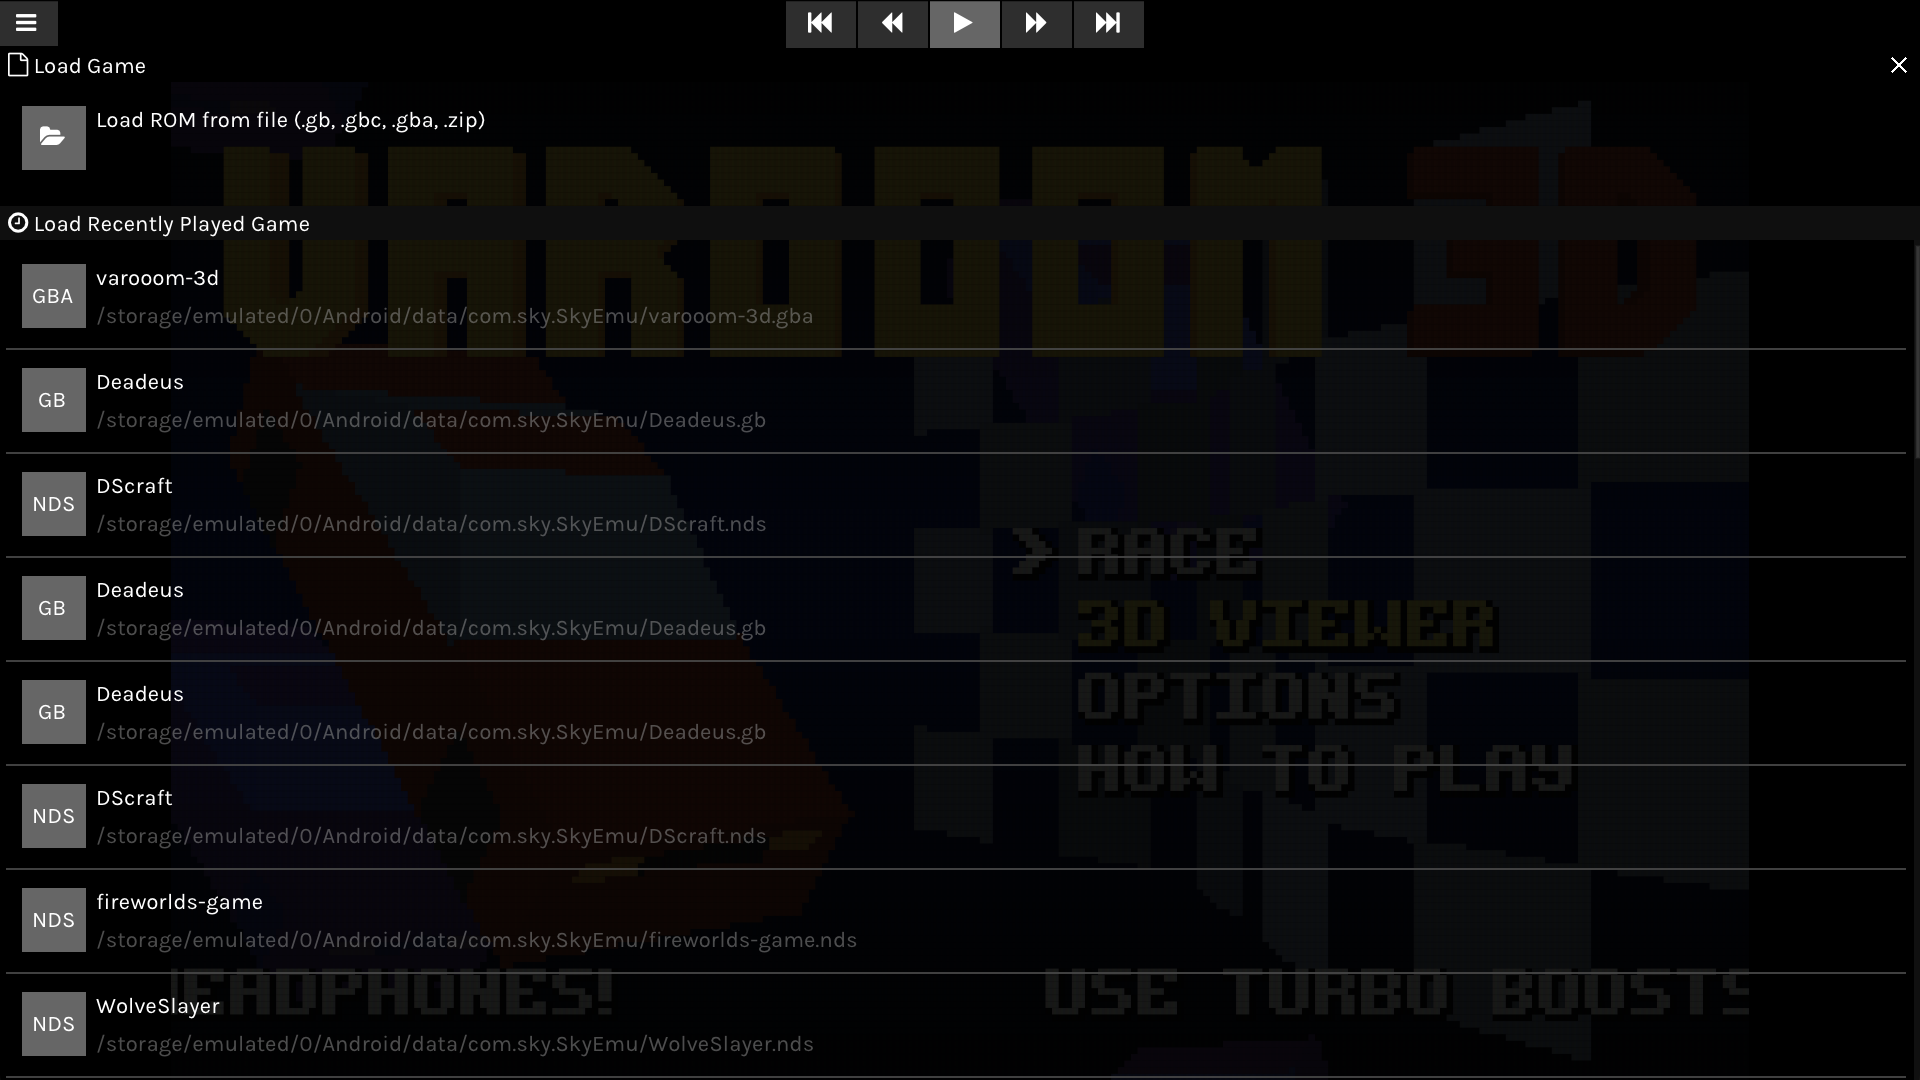 Load Game
Load ROM from file (.gb, .gbc, .gba, .zip)
VAROOOM 3D
Load Recently Played Game
GBA
varooom-3d
/storage/emulated/0/Android/data/com.sky.SkyEmu/varooom-3d.gba
GB
Deadeus
/storage/emulated/0/Android/data/com.sky.SkyEmu/Deadeus.gb
NDS
DScraft
/storage/emulated/0/Android/data/com.sky.SkyEmu/DScraft.nds
> RACE
GB
Deadeus
/storage/emulated/0/Android/data/com.sky.SkyEmu/Deadeus.gb
3D VIEWER
GB
Deadeus
/storage/emulated/0/Android/data/com.sky.SkyEmu/Deadeus.gb
OPTIONS
HOW TO PLAY
NDS
DScraft
/storage/emulated/0/Android/data/com.sky.SkyEmu/DScraft.nds
NDS
fireworlds-game
/storage/emulated/0/Android/data/com.sky.SkyEmu/fireworlds-game.nds
EADPHONES! USE TURBO BOOSTS
NDS
WolveSlayer
/storage/emulated/0/Android/data/com.sky.SkyEmu/WolveSlayer.nds